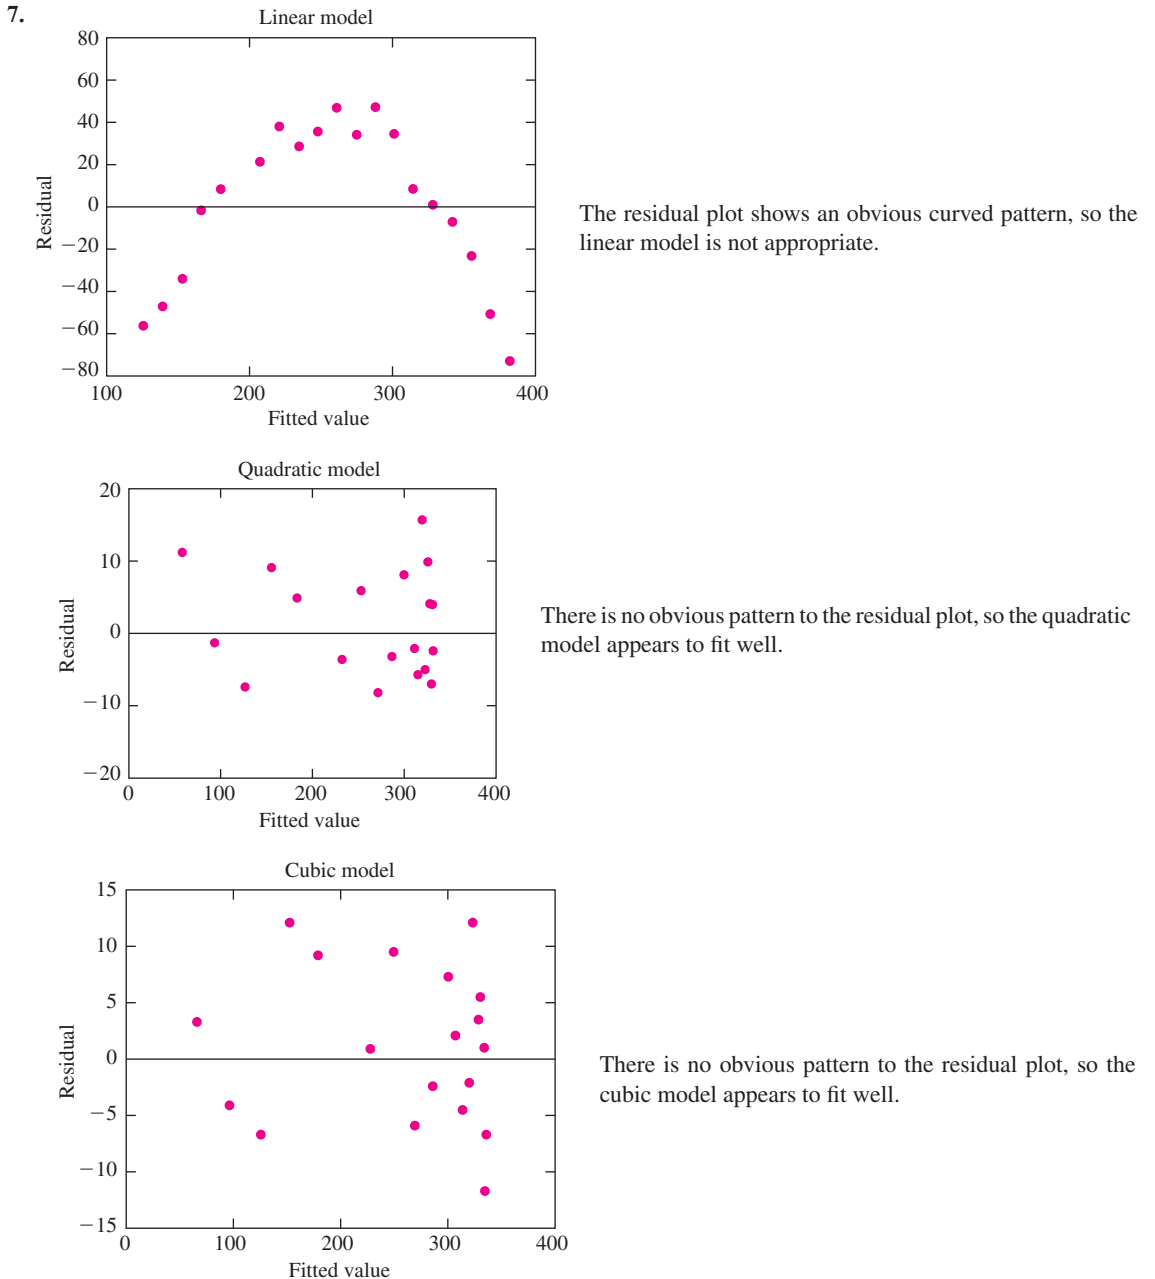 7.
Linear model
80
60
40
20
0
−20
−40
−60
−80
Residual
100
200
300
400
Fitted value
The residual plot shows an obvious curved pattern, so the
linear model is not appropriate.
Quadratic model
20
10
0
−10
−20
Residual
0
100
200
300
400
Fitted value
There is no obvious pattern to the residual plot, so the quadratic
model appears to fit well.
Cubic model
15
10
5
0
−5
−10
−15
Residual
0
100
200
300
400
Fitted value
There is no obvious pattern to the residual plot, so the
cubic model appears to fit well.